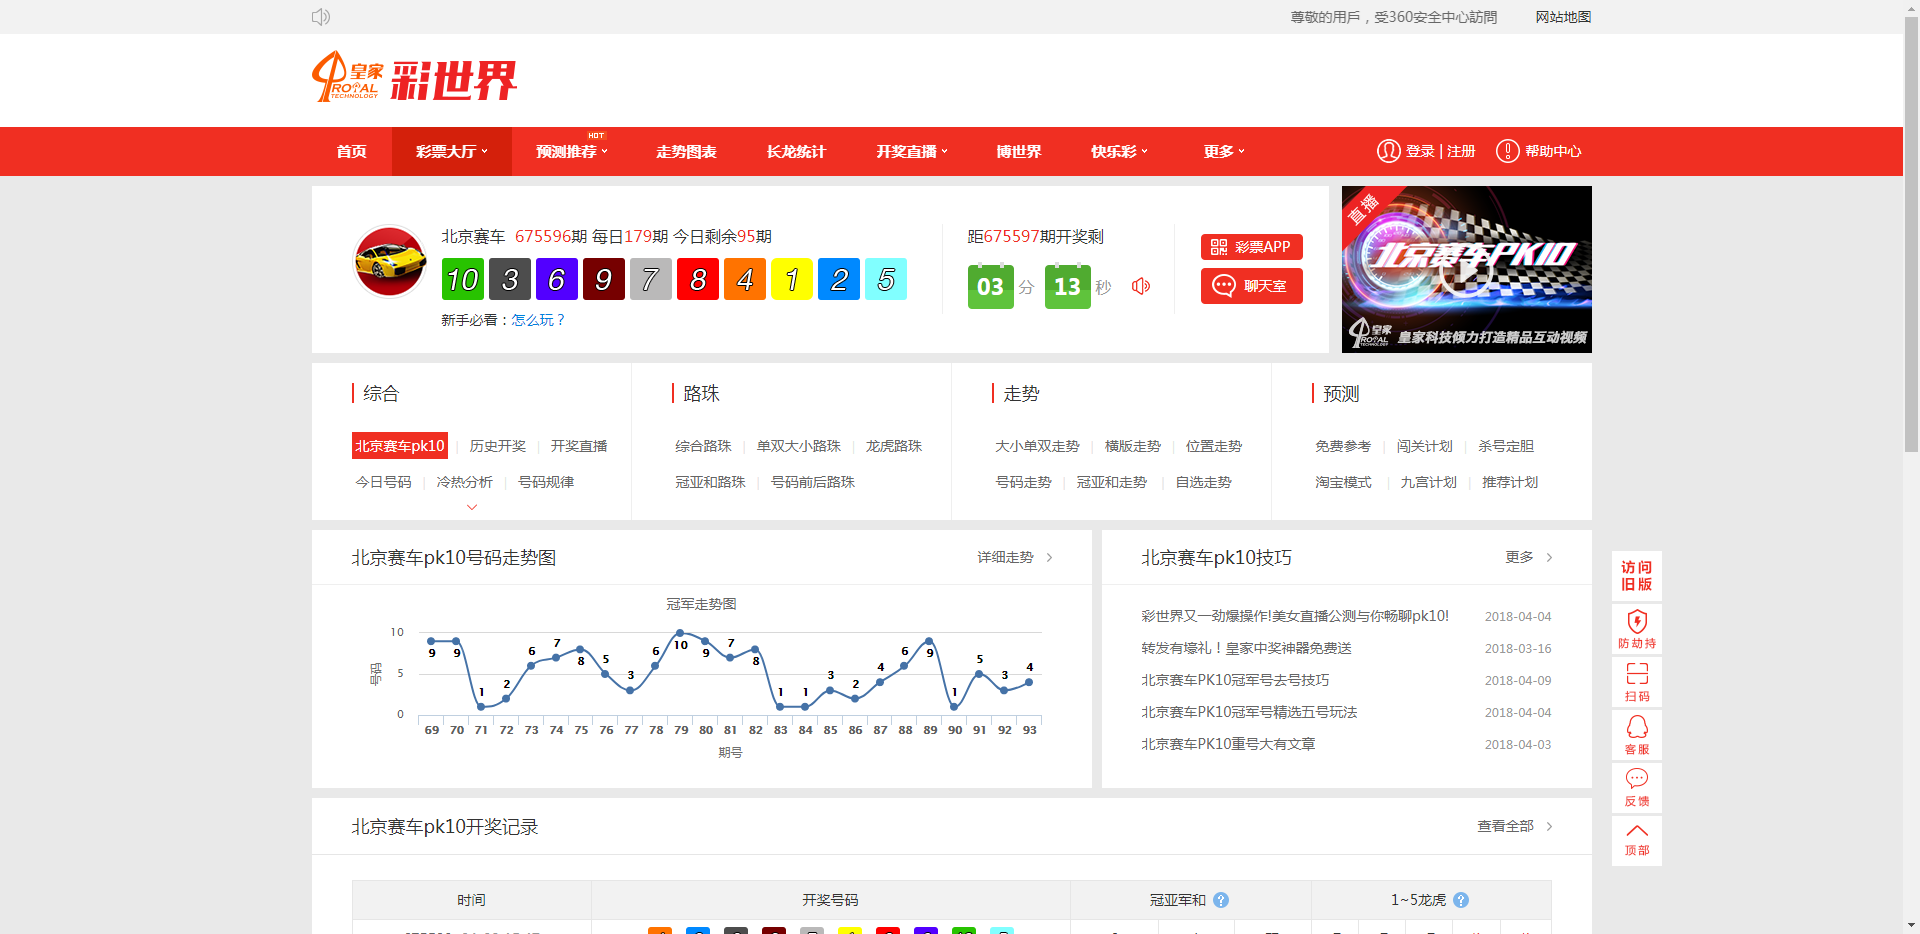 尊敬的用戶，受360安全中心訪問 网站地图
皇家 ROYAL TECHNOLOGY 彩世界
首页 彩票大厅 预测推荐 HOT 走势图表 长龙统计 开奖直播 博世界 快乐彩 更多 登录 | 注册 帮助中心
北京赛车 675596期 每日179期 今日剩余95期
10 3 6 9 7 8 4 1 2 5
新手必看：怎么玩？
距675597期开奖剩
03 分 13 秒
彩票APP
聊天室
直播
北京赛车PK10
皇家 ROYAL TECHNOLOGY 皇家科技倾力打造精品互动视频
综合
北京赛车pk10 | 历史开奖 | 开奖直播
今日号码 | 冷热分析 | 号码规律
路珠
综合路珠 | 单双大小路珠 | 龙虎路珠
冠亚和路珠 | 号码前后路珠
走势
大小单双走势 | 横版走势 | 位置走势
号码走势 | 冠亚和走势 | 自选走势
预测
免费参考 | 闯关计划 | 杀号定胆
淘宝模式 | 九宫计划 | 推荐计划
北京赛车pk10号码走势图 详细走势
冠军走势图
号码
10
5
0
9 9 1 2 6 7 8 5 3 6 10 9 7 8 1 1 3 2 4 6 9 1 5 3 4
69 70 71 72 73 74 75 76 77 78 79 80 81 82 83 84 85 86 87 88 89 90 91 92 93
期号
北京赛车pk10技巧 更多
彩世界又一劲爆操作!美女直播公测与你畅聊pk10! 2018-04-04
转发有壕礼！皇家中奖神器免费送 2018-03-16
北京赛车PK10冠军号去号技巧 2018-04-09
北京赛车PK10冠军号精选五号玩法 2018-04-04
北京赛车PK10重号大有文章 2018-04-03
访问旧版
防劫持
扫码
客服
反馈
顶部
北京赛车pk10开奖记录 查看全部
时间 开奖号码 冠亚军和 ? 1~5龙虎 ?